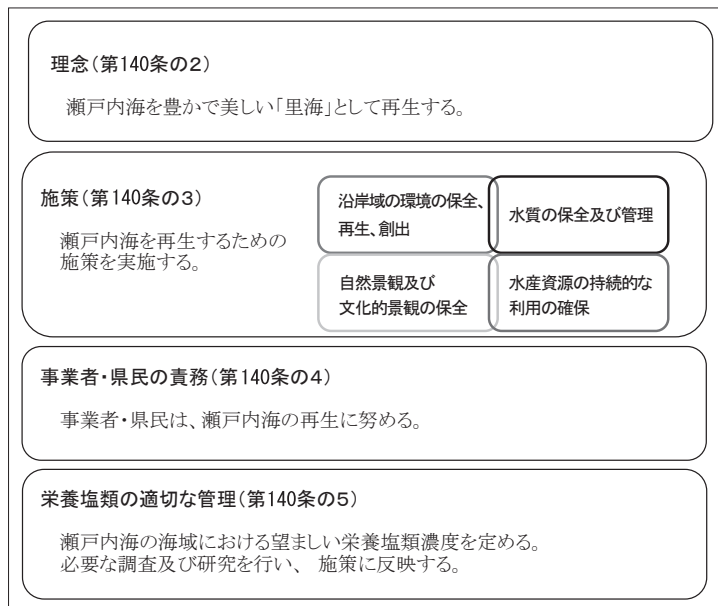 理念(第140条の2)
瀬戸内海を豊かで美しい「里海」として再生する。
施策(第140条の3)
瀬戸内海を再生するための
施策を実施する。
沿岸域の環境の保全、
再生、創出
水質の保全及び管理
自然景観及び
文化的景観の保全
水産資源の持続的な
利用の確保
事業者・県民の責務(第140条の4)
事業者・県民は、瀬戸内海の再生に努める。
栄養塩類の適切な管理(第140条の5)
瀬戸内海の海域における望ましい栄養塩類濃度を定める。
必要な調査及び研究を行い、 施策に反映する。